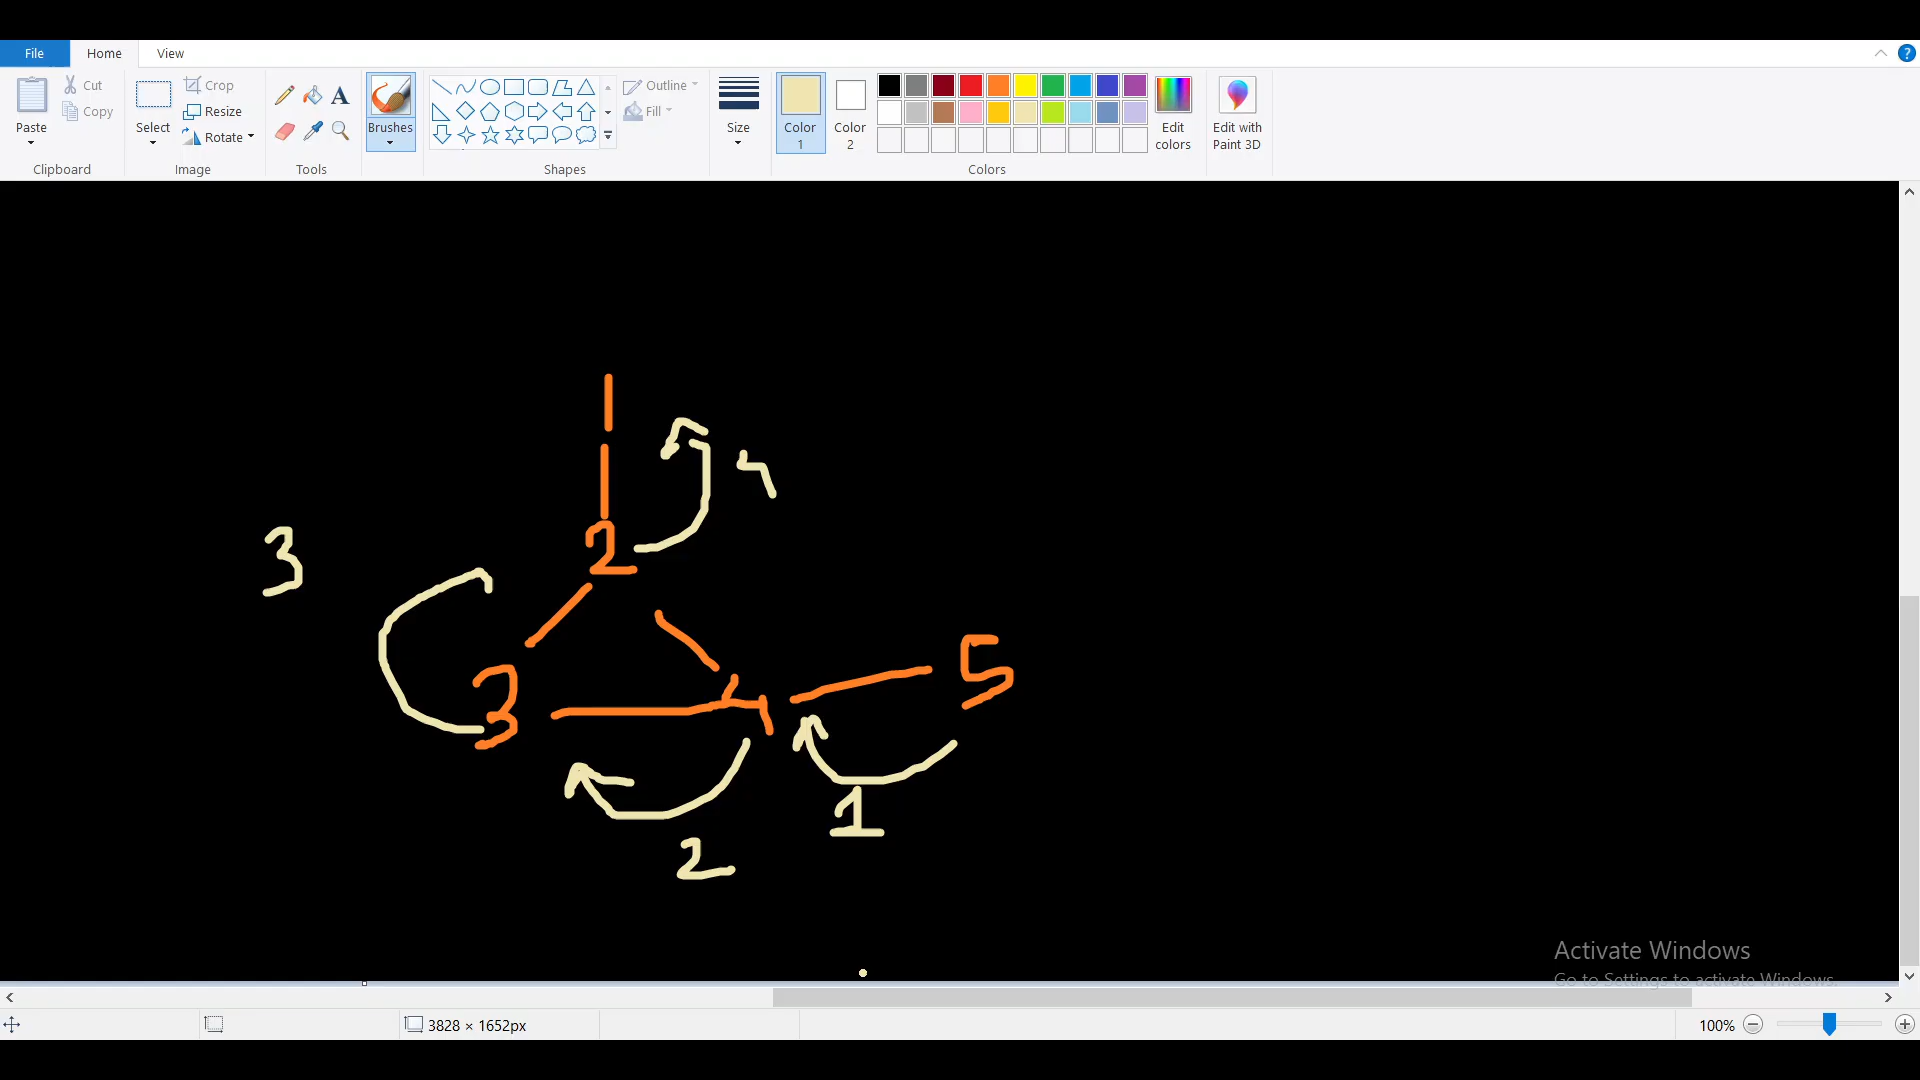 File Home View
Paste
Cut
Copy
Clipboard
Select
Crop
Resize
Rotate
Image
A
Tools
Brushes
Outline
Fill
Shapes
Size
Color 1
Color 2
Edit colors
Colors
Edit with Paint 3D
?
1
4
2
3
3
4
5
1
2
Activate Windows
Go to Settings to activate Windows.
3828 × 1652px
100%